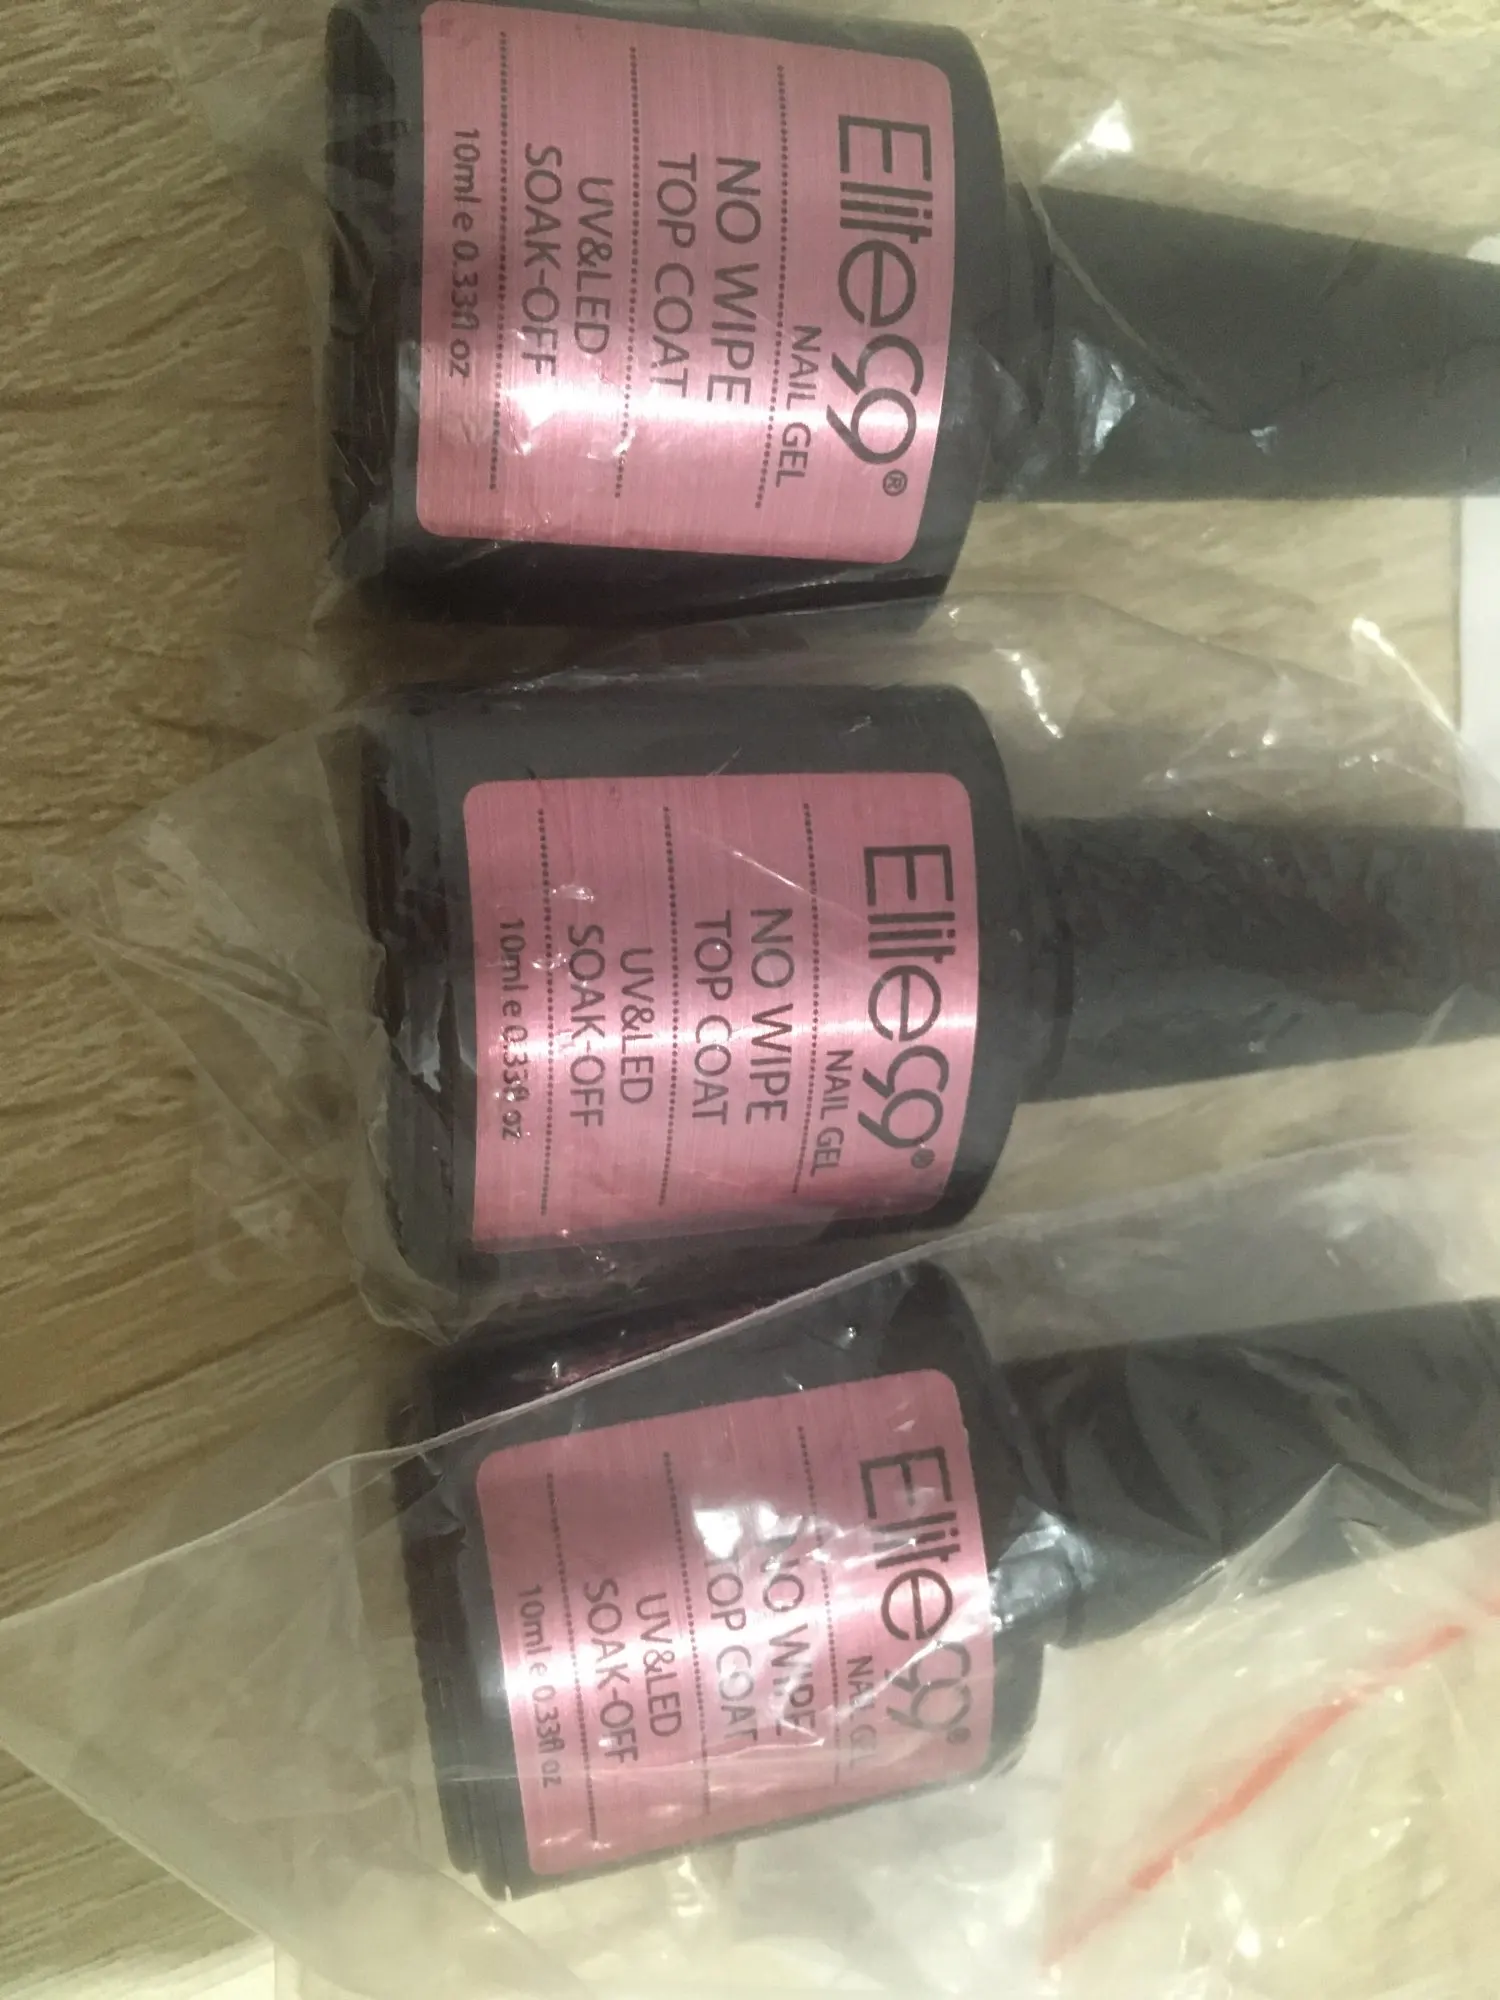 Elite99®
NAIL GEL
NO WIPE
TOP COAT
UV&LED
SOAK-OFF
10ml e 0.33fl oz
Elite99®
NAIL GEL
NO WIPE
TOP COAT
UV&LED
SOAK-OFF
10ml e 0.33fl oz
Elite99®
NAIL GEL
NO WIPE
TOP COAT
UV&LED
SOAK-OFF
10ml e 0.33fl oz